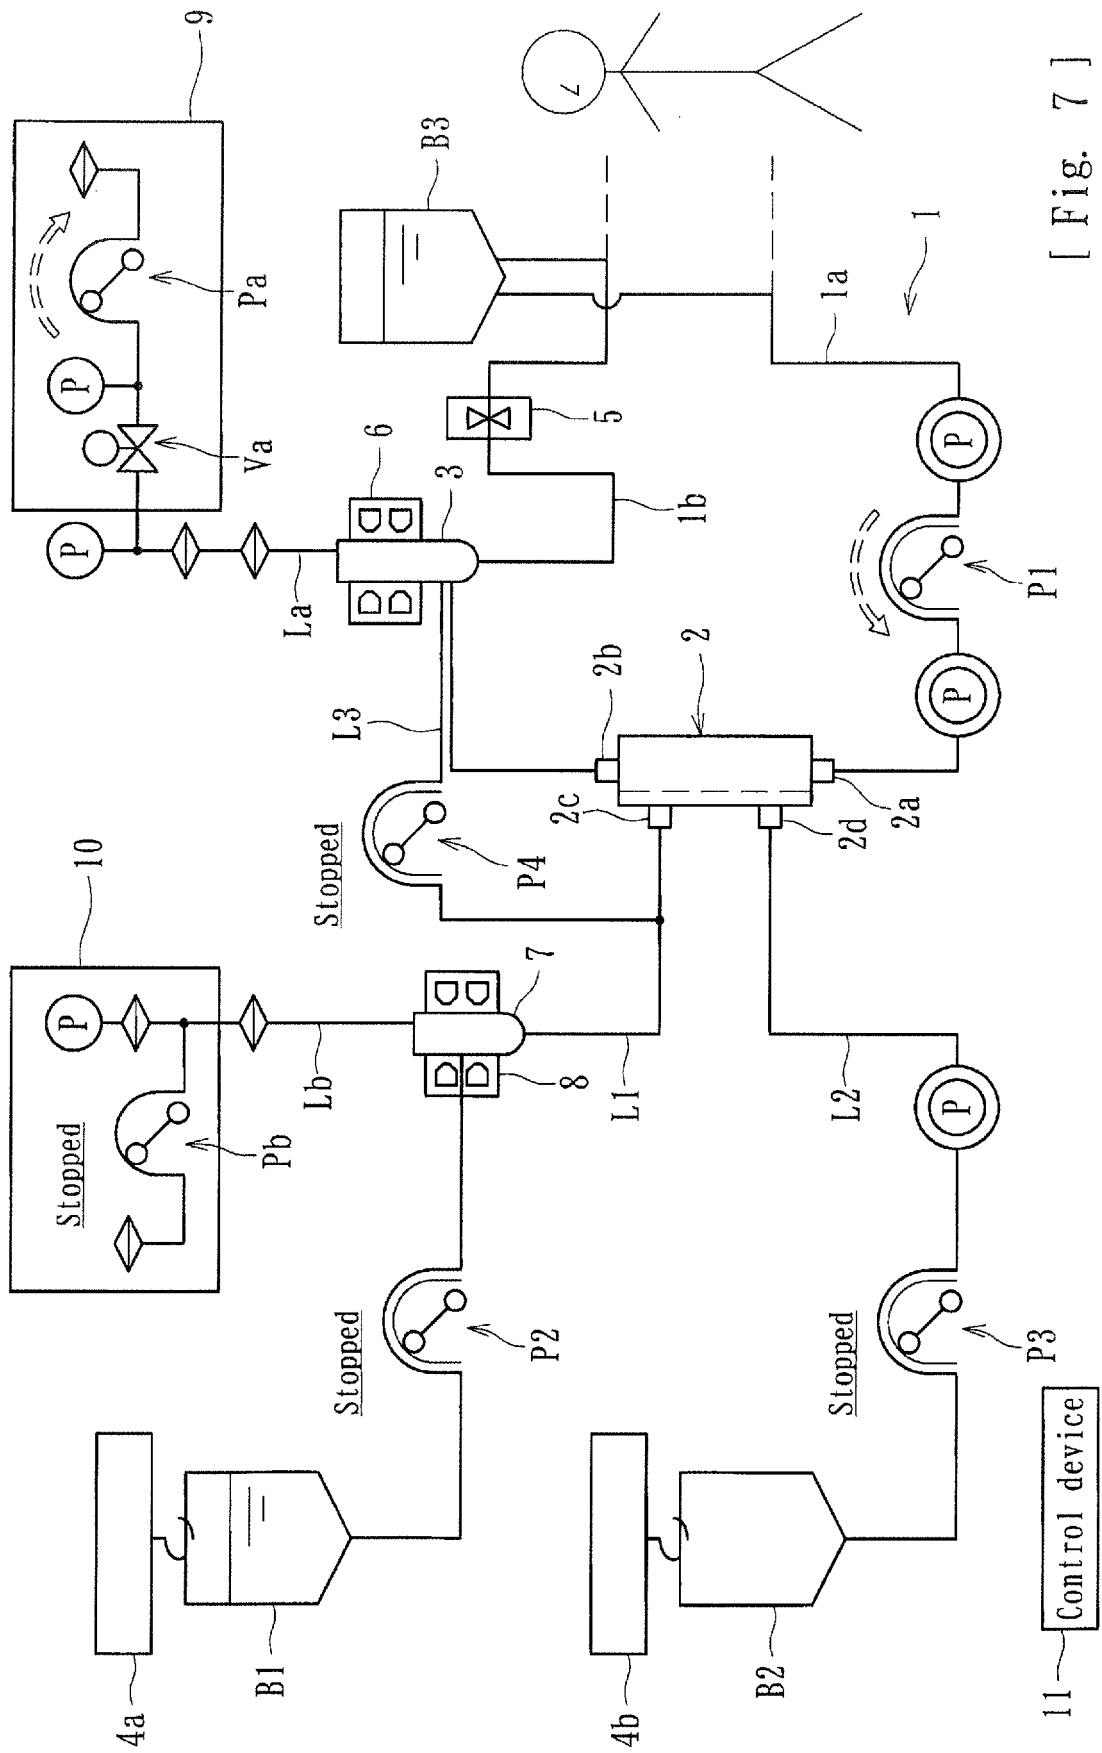 10
9
P
P
P
Stopped
4a
Pb
Va
Pa
B1
Lb
La
Stopped
Stopped
L3
6
B3
3
P2
P4
7
8
2c
2b
5
4b
L1
2
1b
B2
Stopped
L2
2d
1a
2a
1
P
P
P
P3
P1
11
Control device
[ Fig. 7 ]